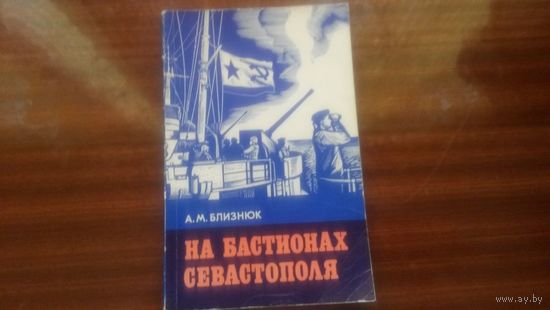 А. М. БЛИЗНЮК
НА БАСТИОНАХ
СЕВАСТОПОЛЯ
www.ay.by